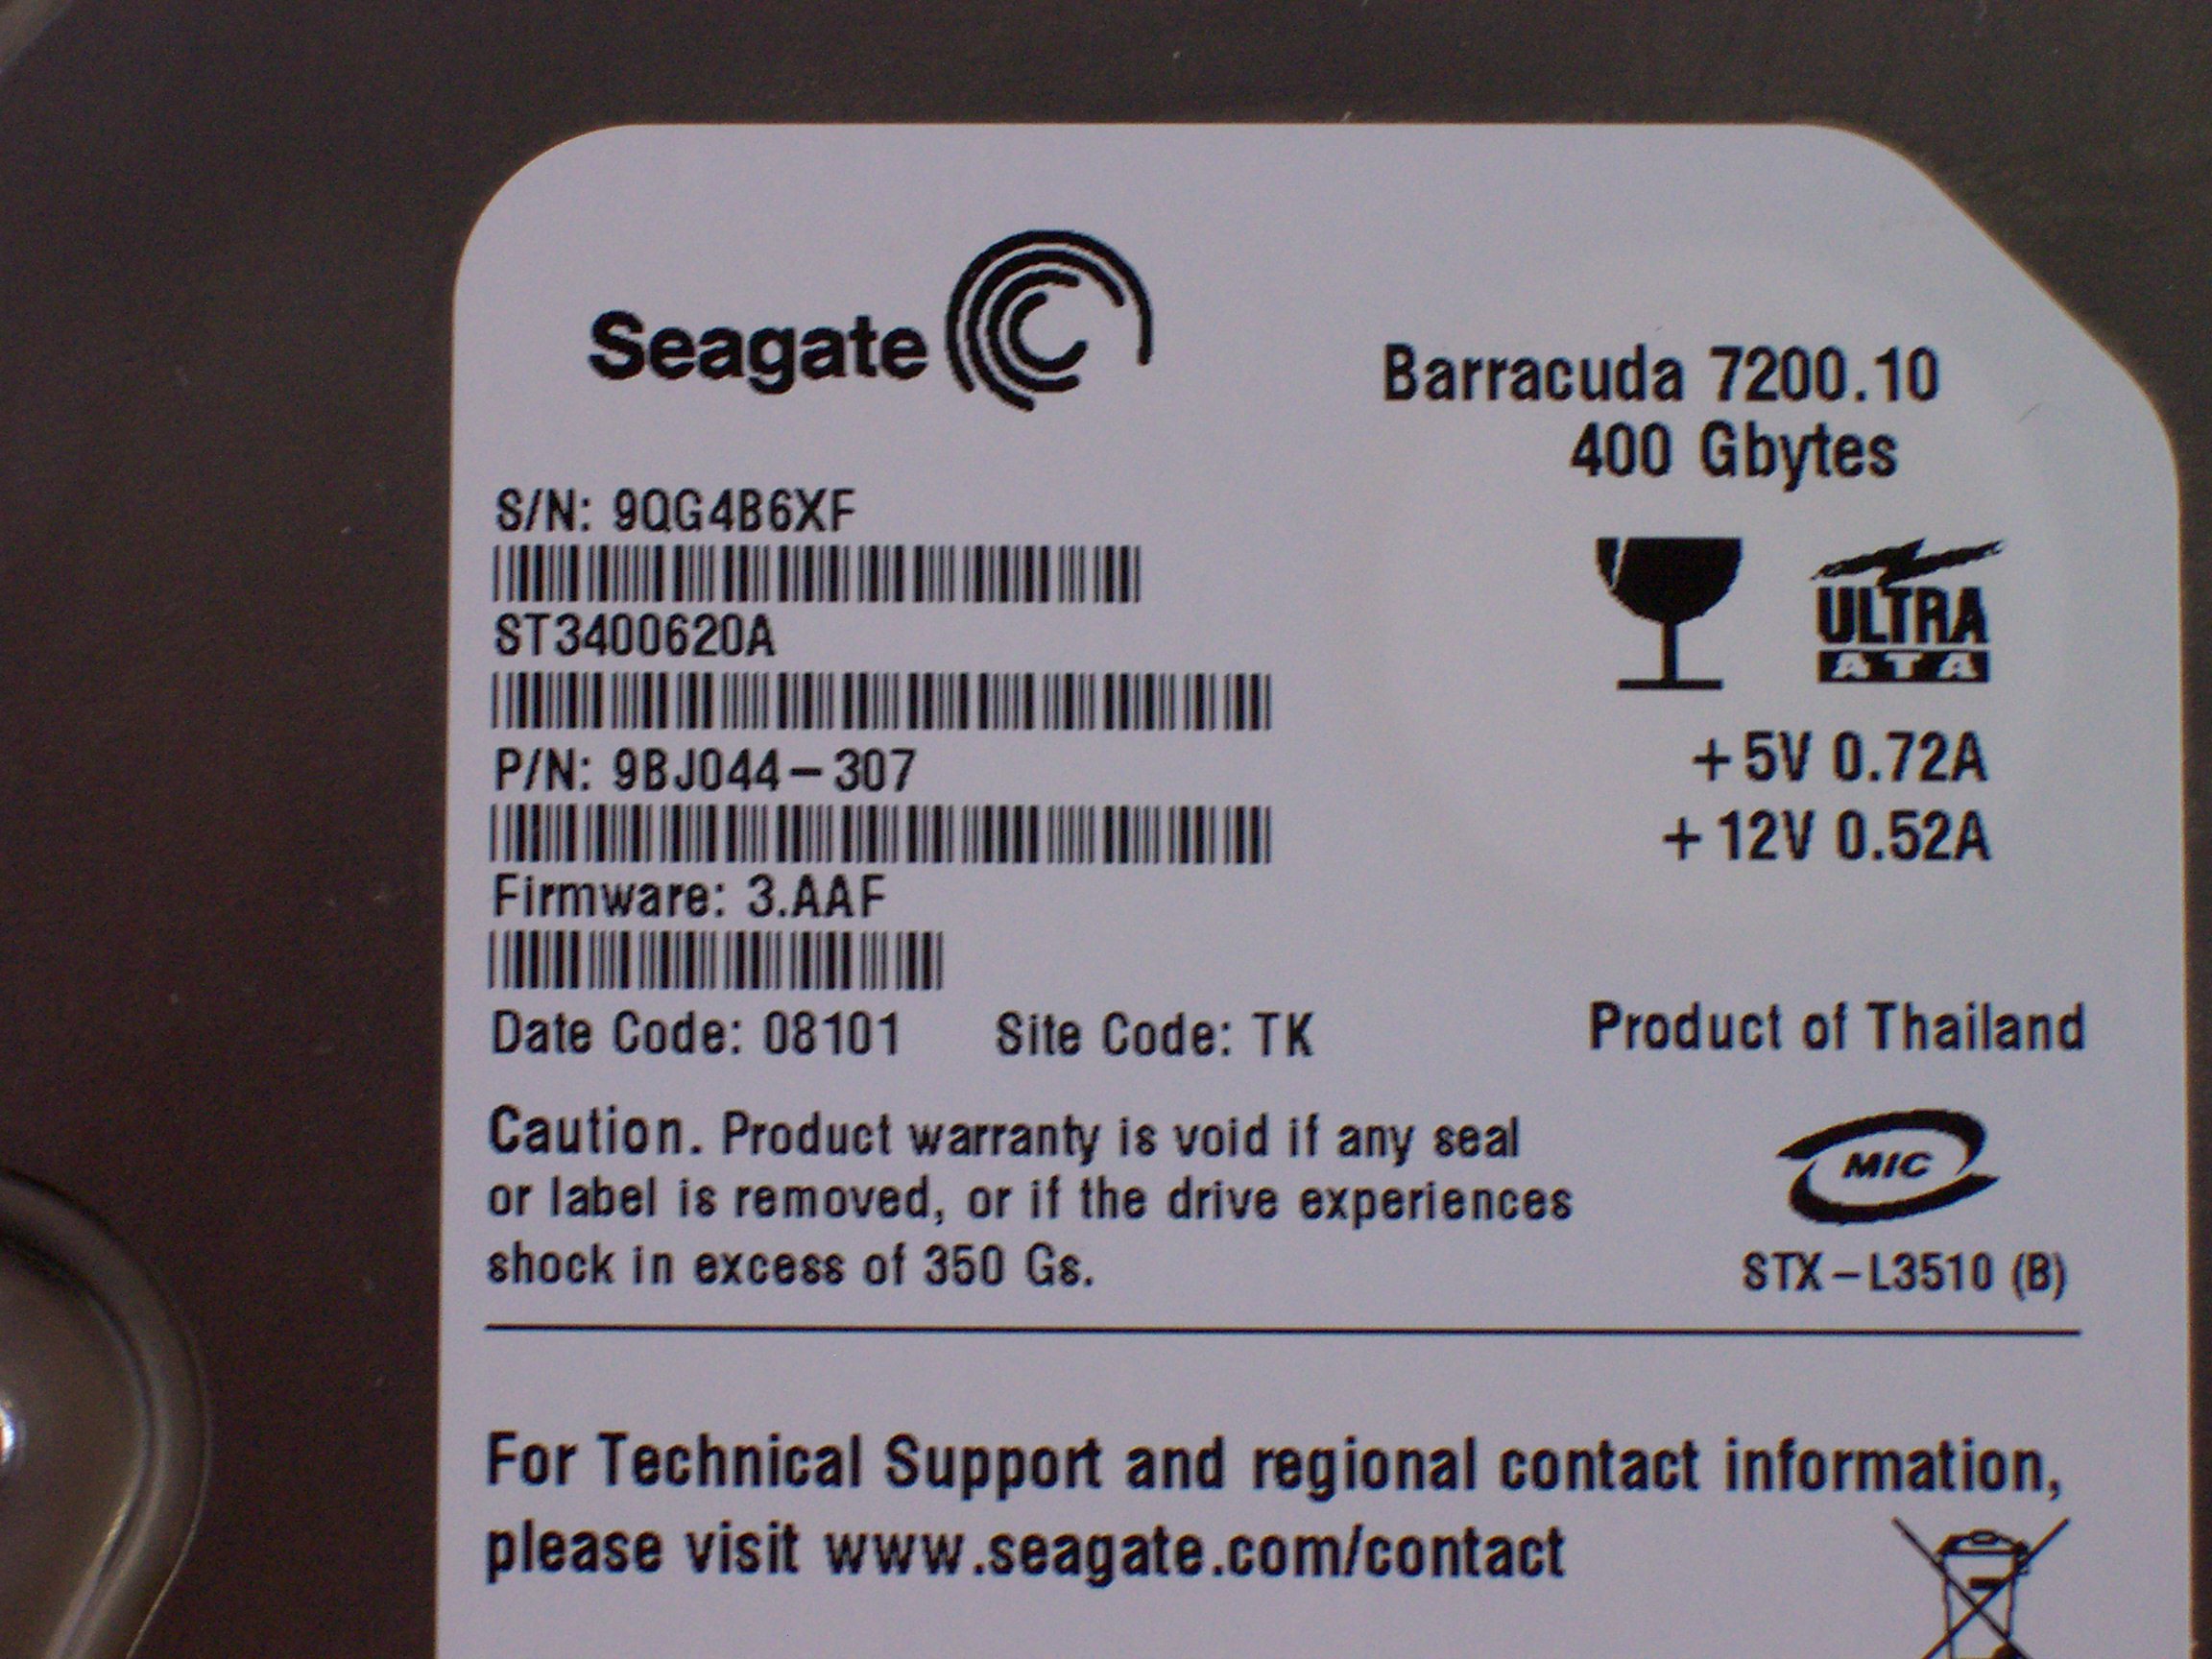 Seagate
Barracuda 7200.10
400 Gbytes
S/N: 9QG4B6XF
ST3400620A
ULTRA
ATA
P/N: 9BJ044-307
+5V 0.72A
+12V 0.52A
Firmware: 3.AAF
Date Code: 08101 Site Code: TK
Product of Thailand
Caution. Product warranty is void if any seal
or label is removed, or if the drive experiences
shock in excess of 350 Gs.
MIC
STX-L3510 (B)
For Technical Support and regional contact information,
please visit www.seagate.com/contact